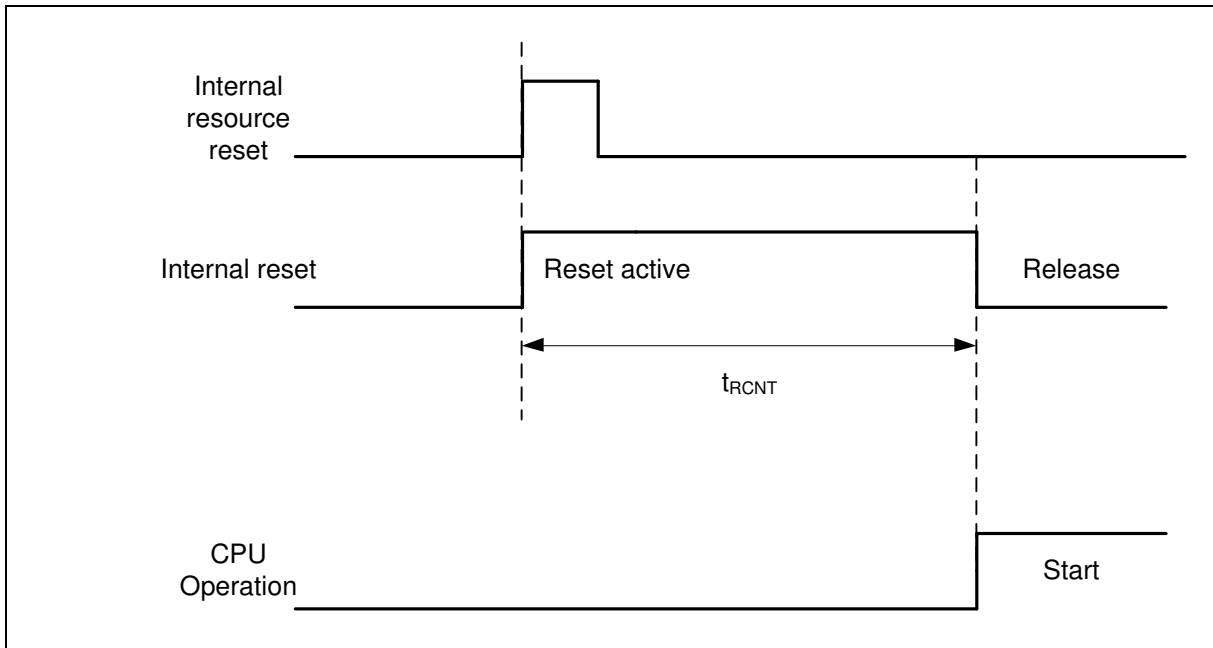 Internal
resource
reset
Internal reset
Reset active
Release
tRCNT
CPU
Operation
Start